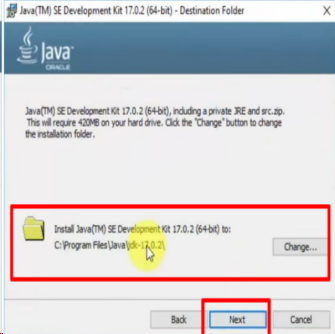 Java(TM) SE Development Kit 17.0.2 (64-bit) - Destination Folder
Java
ORACLE
Java(TM) SE Development Kit 17.0.2 (64-bit), including a private JRE and src.zip.
This will require 420MB on your hard drive. Click the "Change" button to change
the installation folder.
Install Java(TM) SE Development Kit 17.0.2 (64-bit) to:
C:\Program Files\Java\jdk-17.0.2\
Change...
Back
Next
Cancel